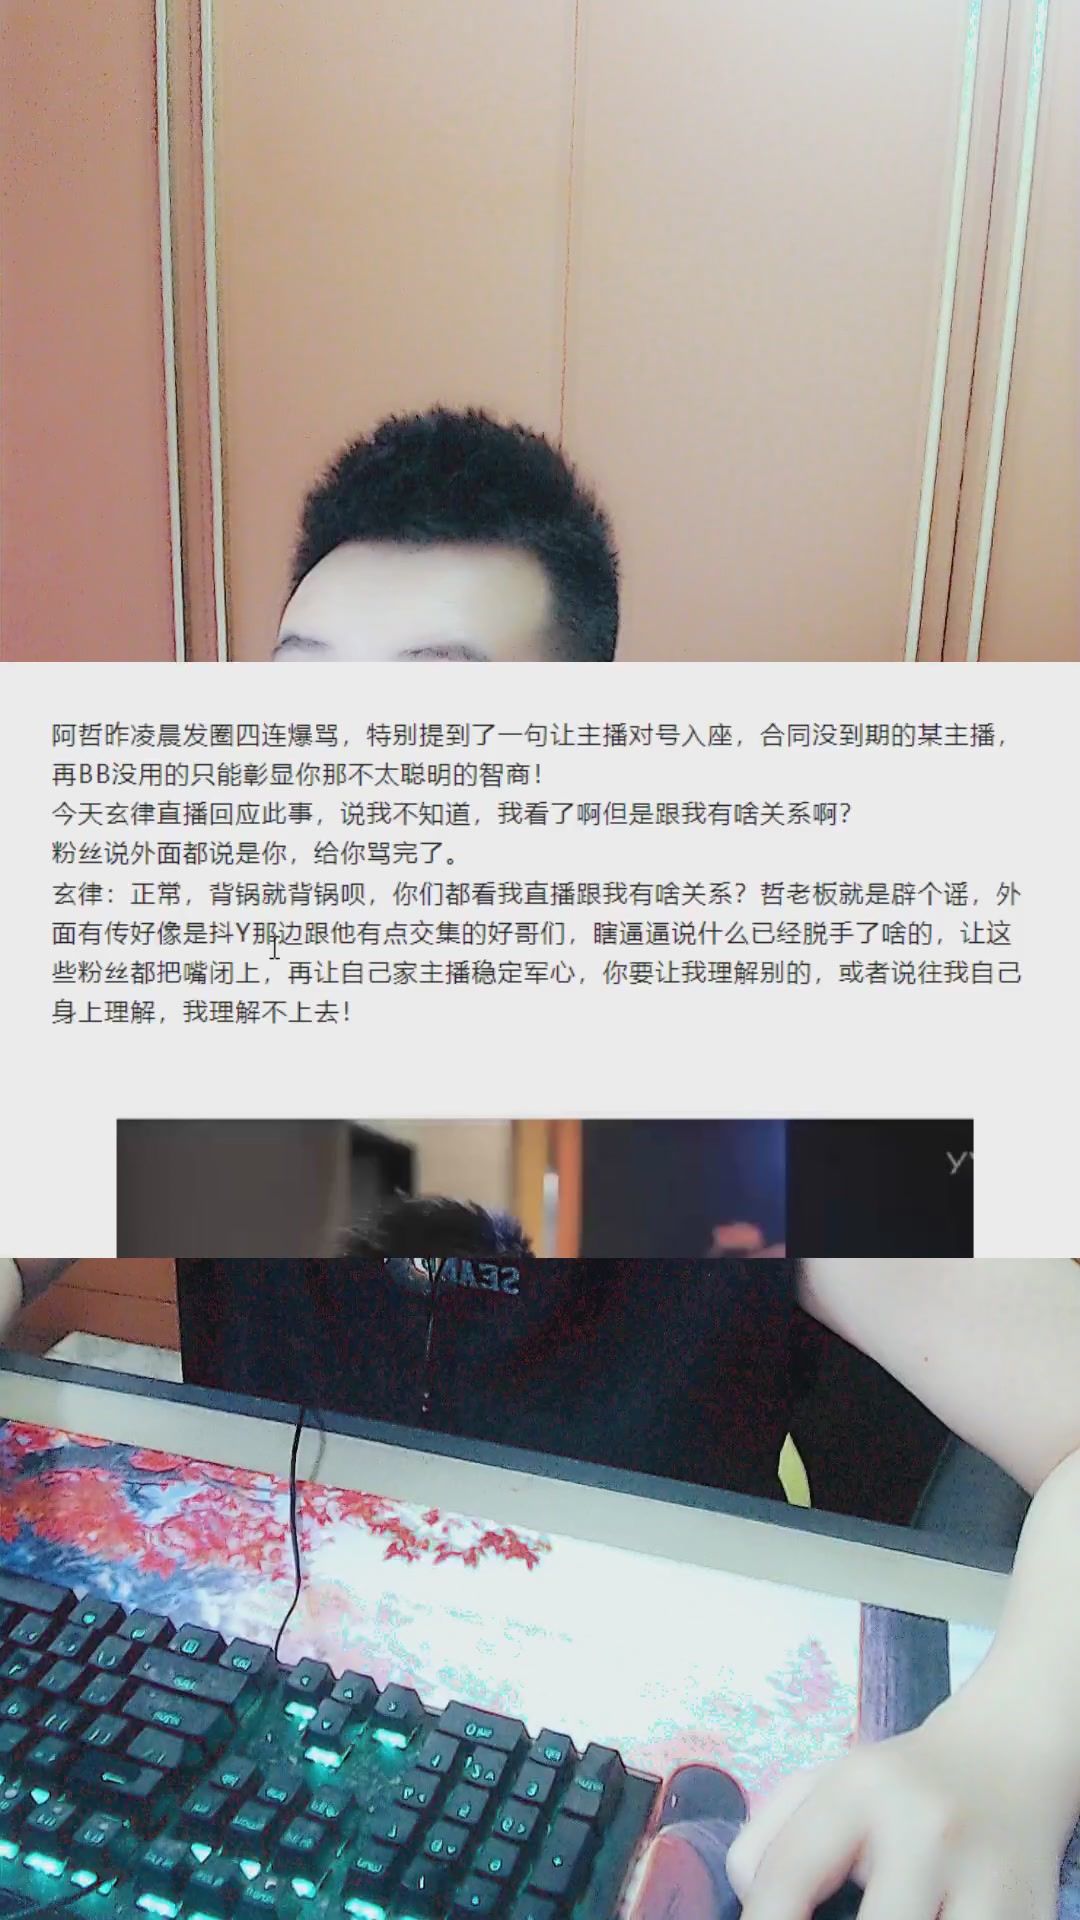 阿哲昨凌晨发圈四连爆骂，特别提到了一句让主播对号入座，合同没到期的某主播，
再BB没用的只能彰显你那不太聪明的智商！
今天玄律直播回应此事，说我不知道，我看了啊但是跟我有啥关系啊？
粉丝说外面都说是你，给你骂完了。
玄律：正常，背锅就背锅呗，你们都看我直播跟我有啥关系？哲老板就是辟个谣，外
面有传好像是抖Y那边跟他有点交集的好哥们，瞎逼逼说什么已经脱手了啥的，让这
些粉丝都把嘴闭上，再让自己家主播稳定军心，你要让我理解别的，或者说往我自己
身上理解，我理解不上去！